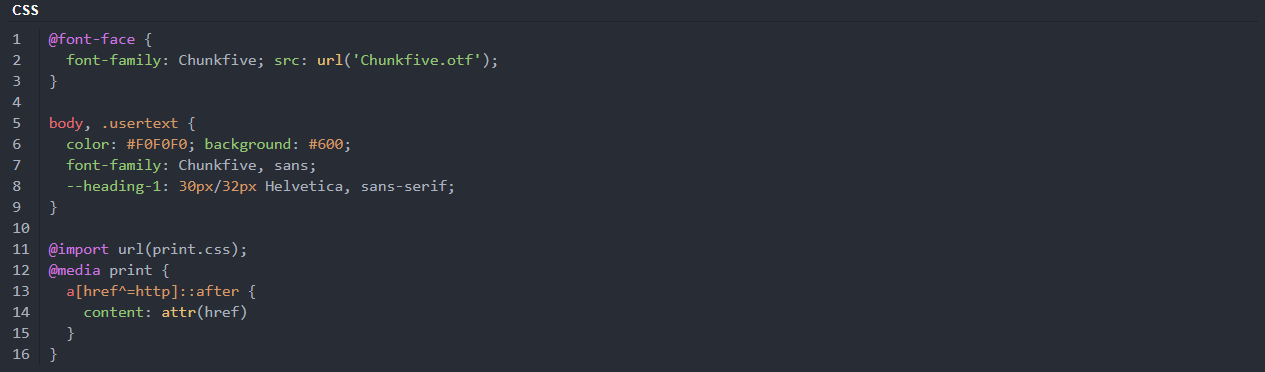 CSS
1 @font-face {
2   font-family: Chunkfive; src: url('Chunkfive.otf');
3 }
4
5 body, .usertext {
6   color: #F0F0F0; background: #600;
7   font-family: Chunkfive, sans;
8   --heading-1: 30px/32px Helvetica, sans-serif;
9 }
10
11 @import url(print.css);
12 @media print {
13   a[href^=http]::after {
14     content: attr(href)
15   }
16 }